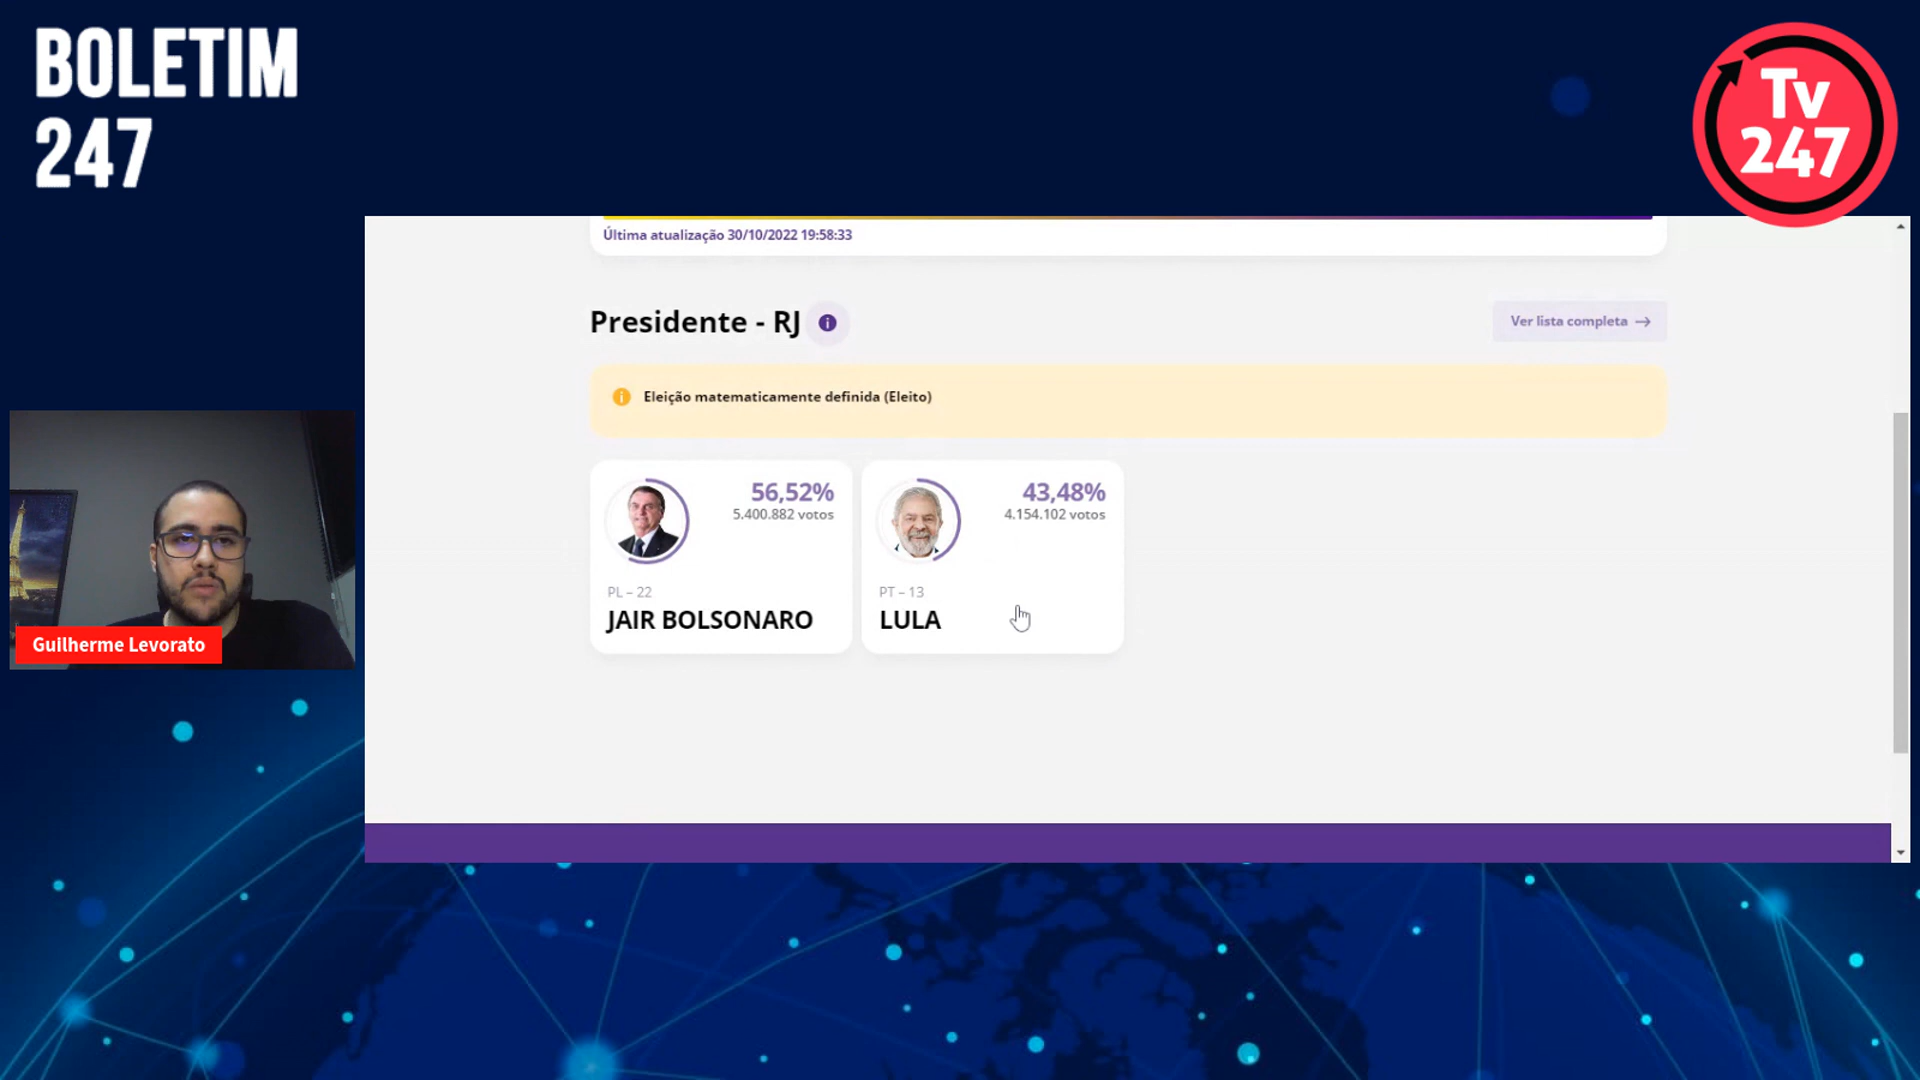 BOLETIM
247
Tv
247
Última atualização 30/10/2022 19:58:33
Presidente - RJ
Ver lista completa →
Eleição matematicamente definida (Eleito)
56,52%
5.400.882 votos
PL – 22
JAIR BOLSONARO
43,48%
4.154.102 votos
PT – 13
LULA
Guilherme Levorato